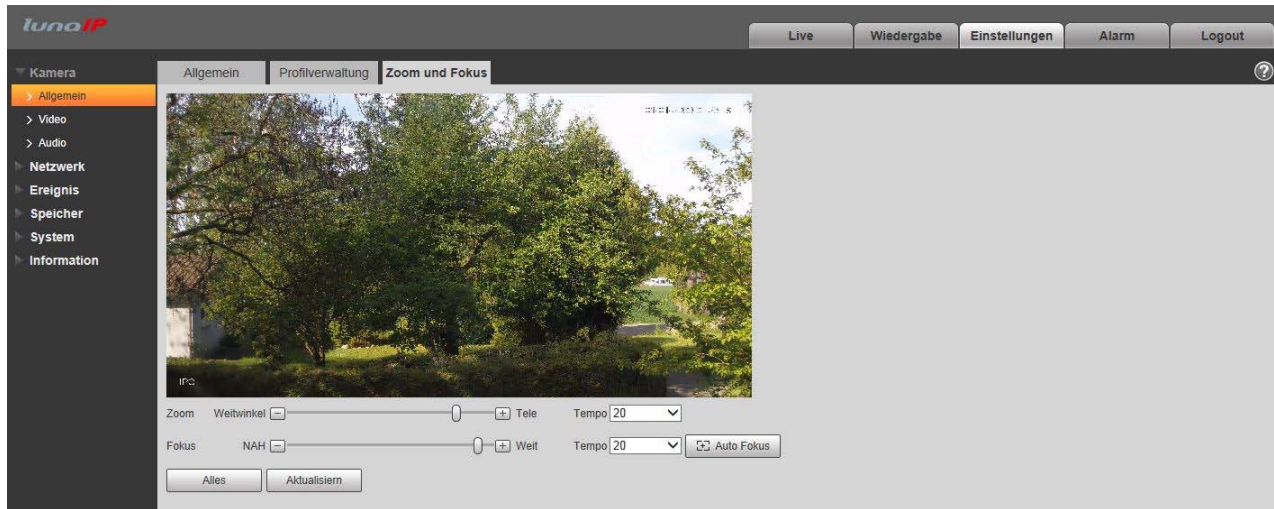 lunaIP
Live Wiedergabe Einstellungen Alarm Logout
Kamera
Allgemein
Video
Audio
Netzwerk
Ereignis
Speicher
System
Information
Allgemein Profilverwaltung Zoom und Fokus ?
IPC
Zoom Weitwinkel − + Tele Tempo 20
Fokus NAH − + Weit Tempo 20 Auto Fokus
Alles Aktualisiern